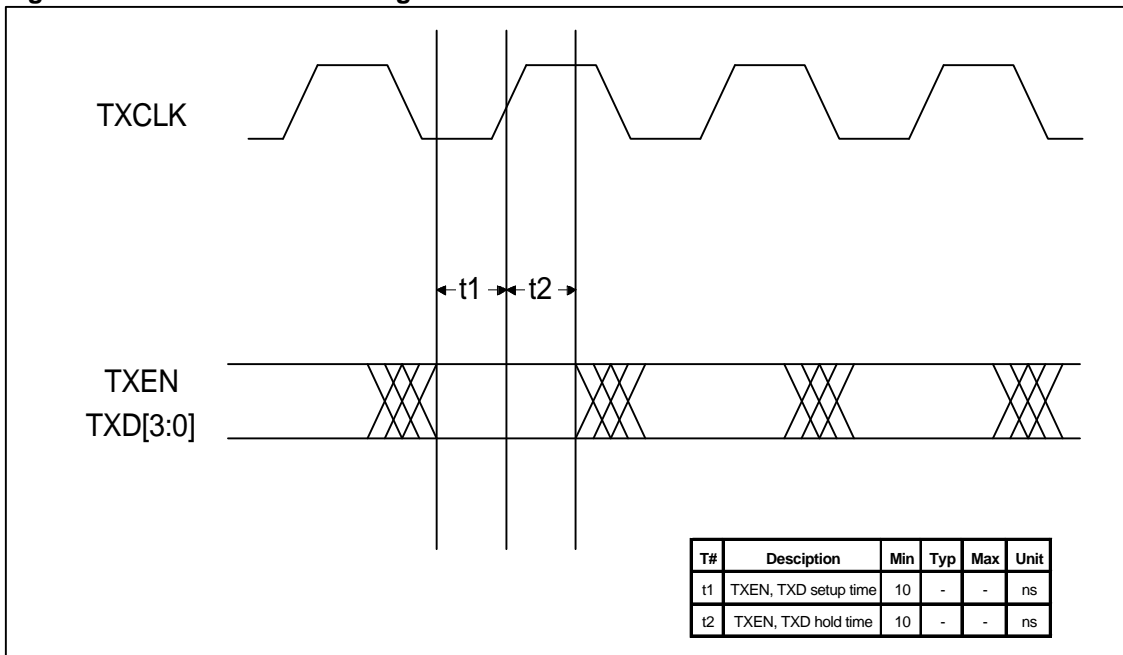 TXCLK
t1 t2
TXEN
TXD[3:0]
T# Desciption Min Typ Max Unit
t1 TXEN, TXD setup time 10 - - ns
t2 TXEN, TXD hold time 10 - - ns